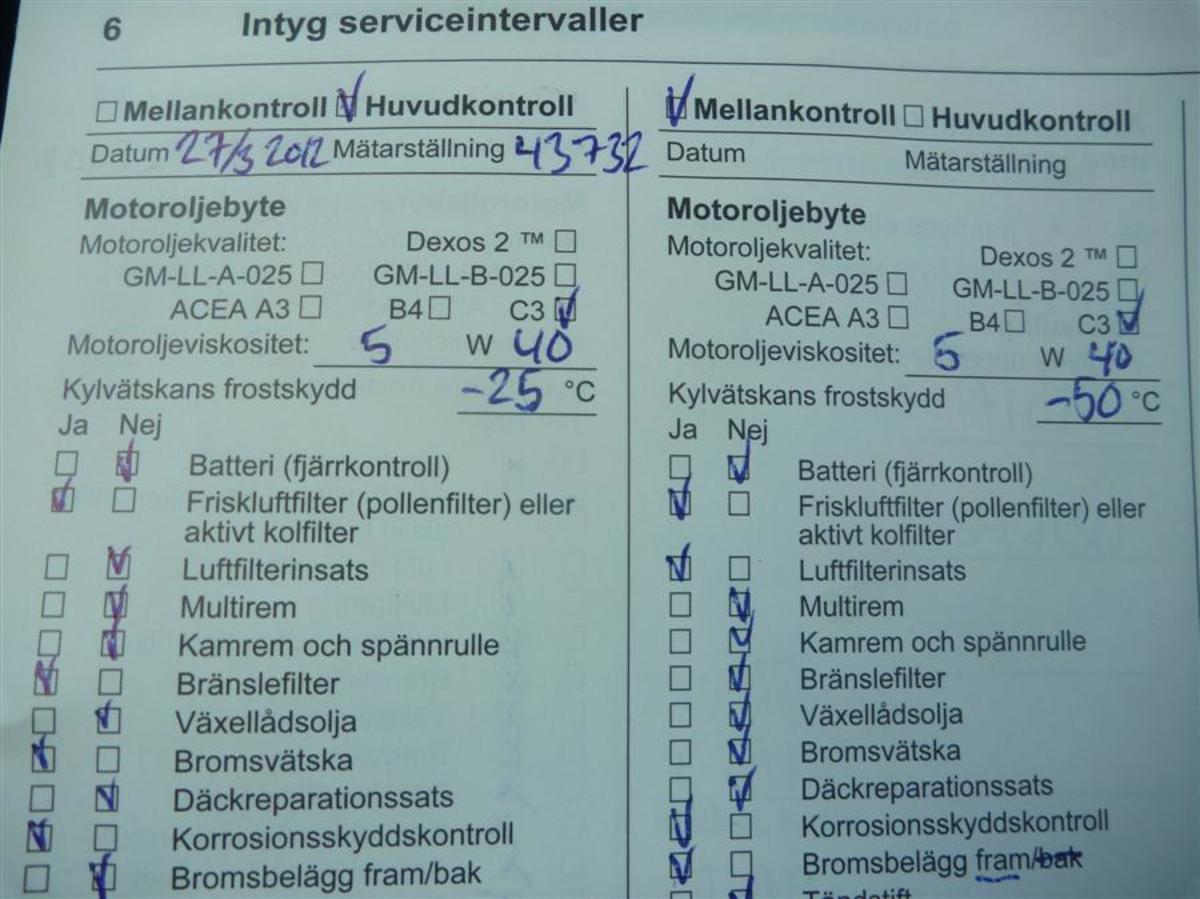 6 Intyg serviceintervaller
Mellankontroll Huvudkontroll
Datum 27/3 2012 Mätarställning 43732
Motoroljebyte
Motoroljekvalitet: Dexos 2 ™
GM-LL-A-025 GM-LL-B-025
ACEA A3 B4 C3
Motoroljeviskositet: 5 W 40
Kylvätskans frostskydd -25 °C
Ja Nej
Batteri (fjärrkontroll)
Friskluftfilter (pollenfilter) eller
aktivt kolfilter
Luftfilterinsats
Multirem
Kamrem och spännrulle
Bränslefilter
Växellådsolja
Bromsvätska
Däckreparationssats
Korrosionsskyddskontroll
Bromsbelägg fram/bak
Mellankontroll Huvudkontroll
Datum Mätarställning
Motoroljebyte
Motoroljekvalitet: Dexos 2 ™
GM-LL-A-025 GM-LL-B-025
ACEA A3 B4 C3
Motoroljeviskositet: 5 W 40
Kylvätskans frostskydd -50 °C
Ja Nej
Batteri (fjärrkontroll)
Friskluftfilter (pollenfilter) eller
aktivt kolfilter
Luftfilterinsats
Multirem
Kamrem och spännrulle
Bränslefilter
Växellådsolja
Bromsvätska
Däckreparationssats
Korrosionsskyddskontroll
Bromsbelägg fram/bak
Tändstift